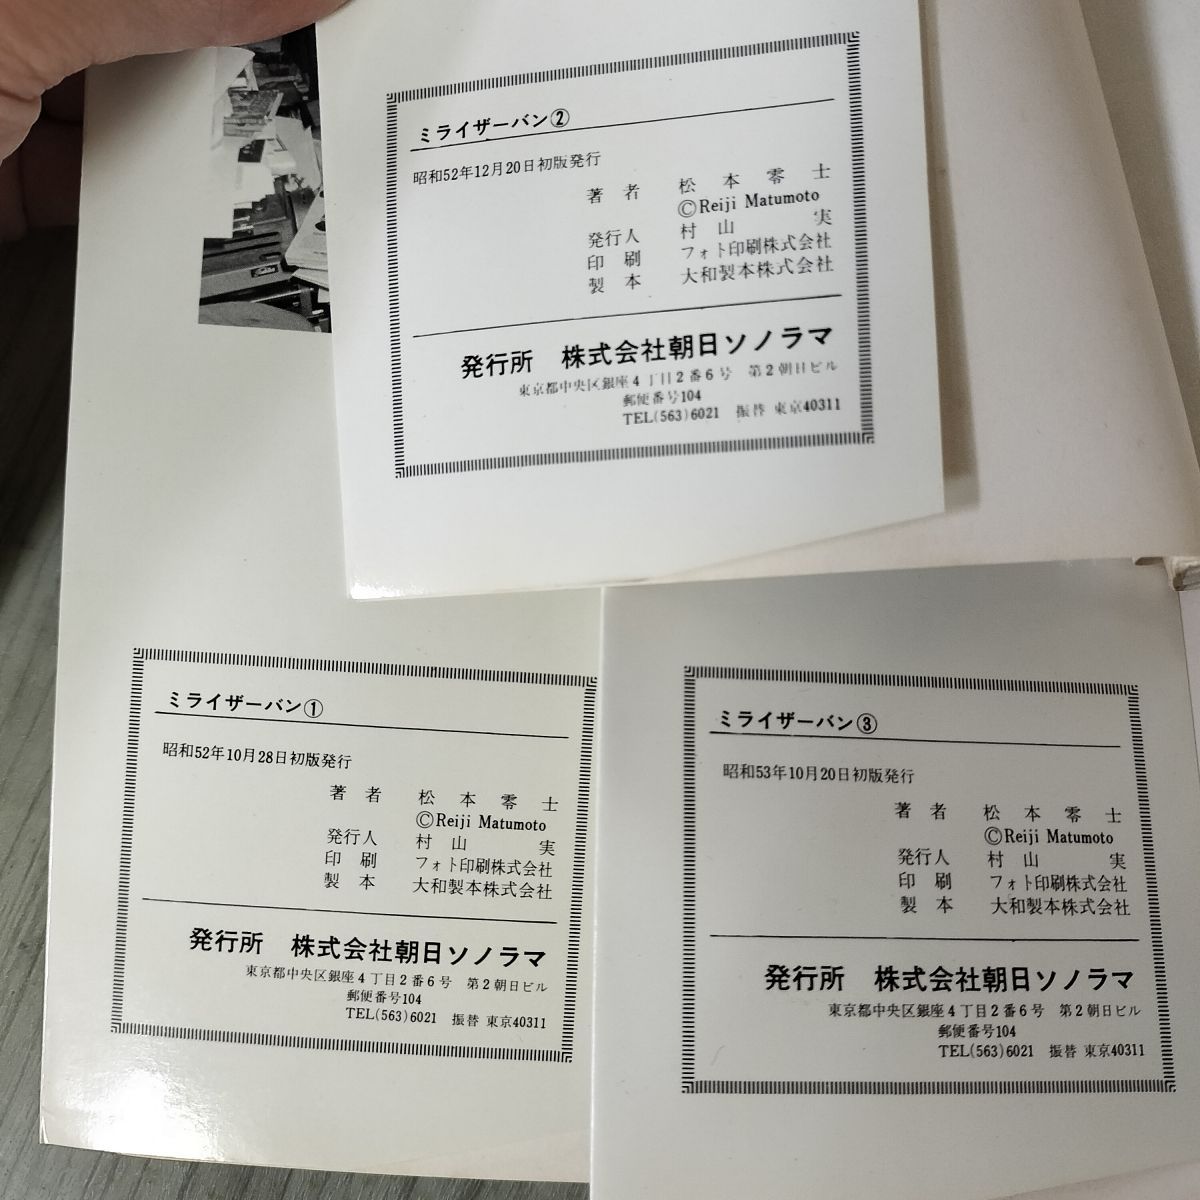 ミライザーバン②
昭和52年12月20日初版発行
著者 松本零士
©Reiji Matumoto
発行人 村山実
印刷 フォト印刷株式会社
製本 大和製本株式会社
発行所 株式会社朝日ソノラマ
東京都中央区銀座4丁目2番6号 第2朝日ビル
郵便番号104
TEL(563)6021 振替 東京40311
ミライザーバン①
昭和52年10月28日初版発行
著者 松本零士
©Reiji Matumoto
発行人 村山実
印刷 フォト印刷株式会社
製本 大和製本株式会社
発行所 株式会社朝日ソノラマ
東京都中央区銀座4丁目2番6号 第2朝日ビル
郵便番号104
TEL(563)6021 振替 東京40311
ミライザーバン③
昭和53年10月20日初版発行
著者 松本零士
©Reiji Matumoto
発行人 村山実
印刷 フォト印刷株式会社
製本 大和製本株式会社
発行所 株式会社朝日ソノラマ
東京都中央区銀座4丁目2番6号 第2朝日ビル
郵便番号104
TEL(563)6021 振替 東京40311